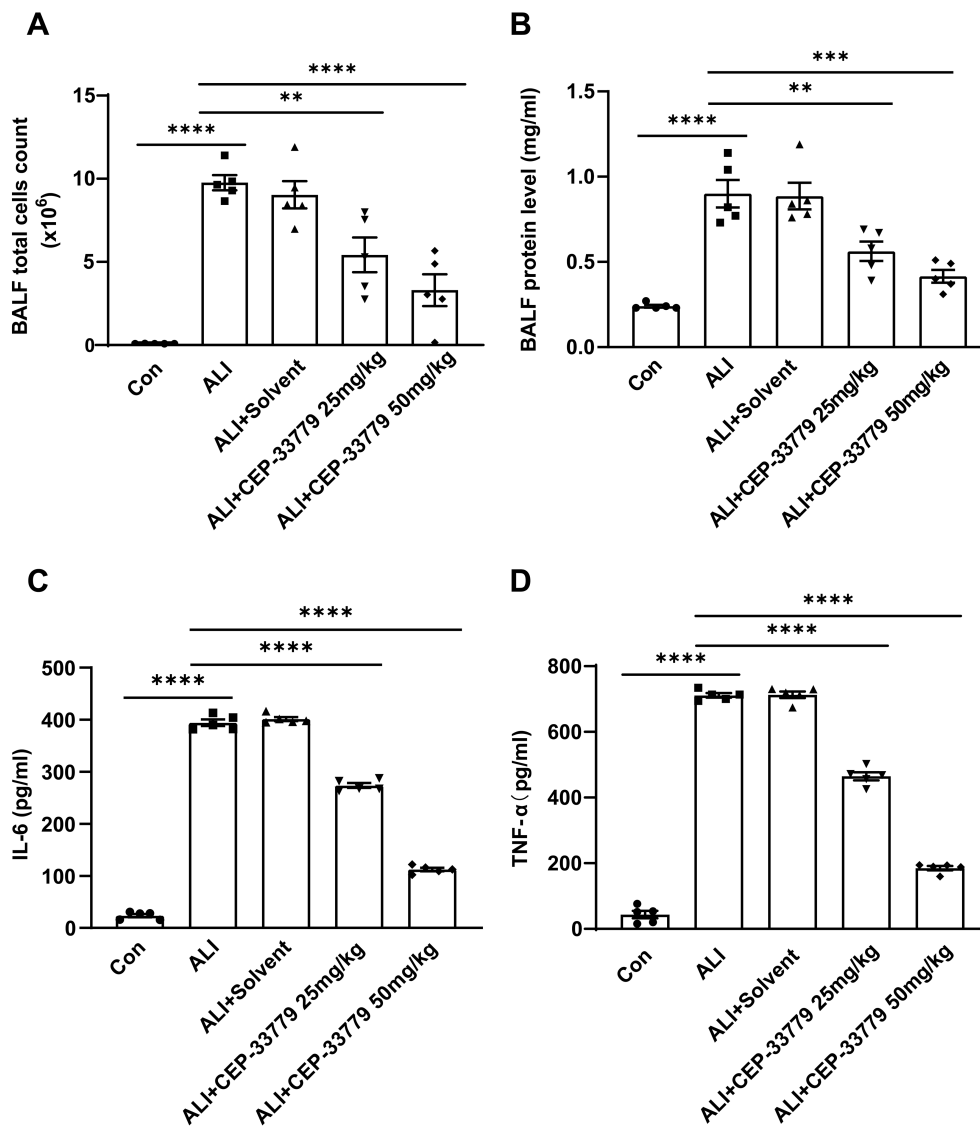 A
****
**
****
BALF total cells count
(x10⁶)
15
10
5
0
Con
ALI
ALI+Solvent
ALI+CEP-33779 25mg/kg
ALI+CEP-33779 50mg/kg
B
***
**
****
BALF protein level (mg/ml)
1.5
1.0
0.5
0.0
Con
ALI
ALI+Solvent
ALI+CEP-33779 25mg/kg
ALI+CEP-33779 50mg/kg
C
****
****
****
IL-6 (pg/ml)
500
400
300
200
100
0
Con
ALI
ALI+Solvent
ALI+CEP-33779 25mg/kg
ALI+CEP-33779 50mg/kg
D
****
****
****
TNF-α（pg/ml)
800
600
400
200
0
Con
ALI
ALI+Solvent
ALI+CEP-33779 25mg/kg
ALI+CEP-33779 50mg/kg